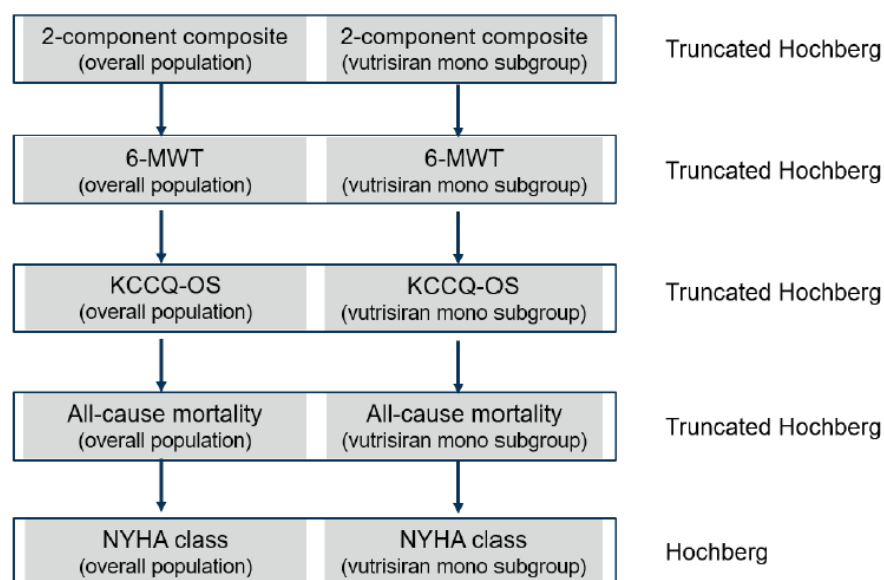 2-component composite
(overall population)
2-component composite
(vutrisiran mono subgroup)
Truncated Hochberg
6-MWT
(overall population)
6-MWT
(vutrisiran mono subgroup)
Truncated Hochberg
KCCQ-OS
(overall population)
KCCQ-OS
(vutrisiran mono subgroup)
Truncated Hochberg
All-cause mortality
(overall population)
All-cause mortality
(vutrisiran mono subgroup)
Truncated Hochberg
NYHA class
(overall population)
NYHA class
(vutrisiran mono subgroup)
Hochberg